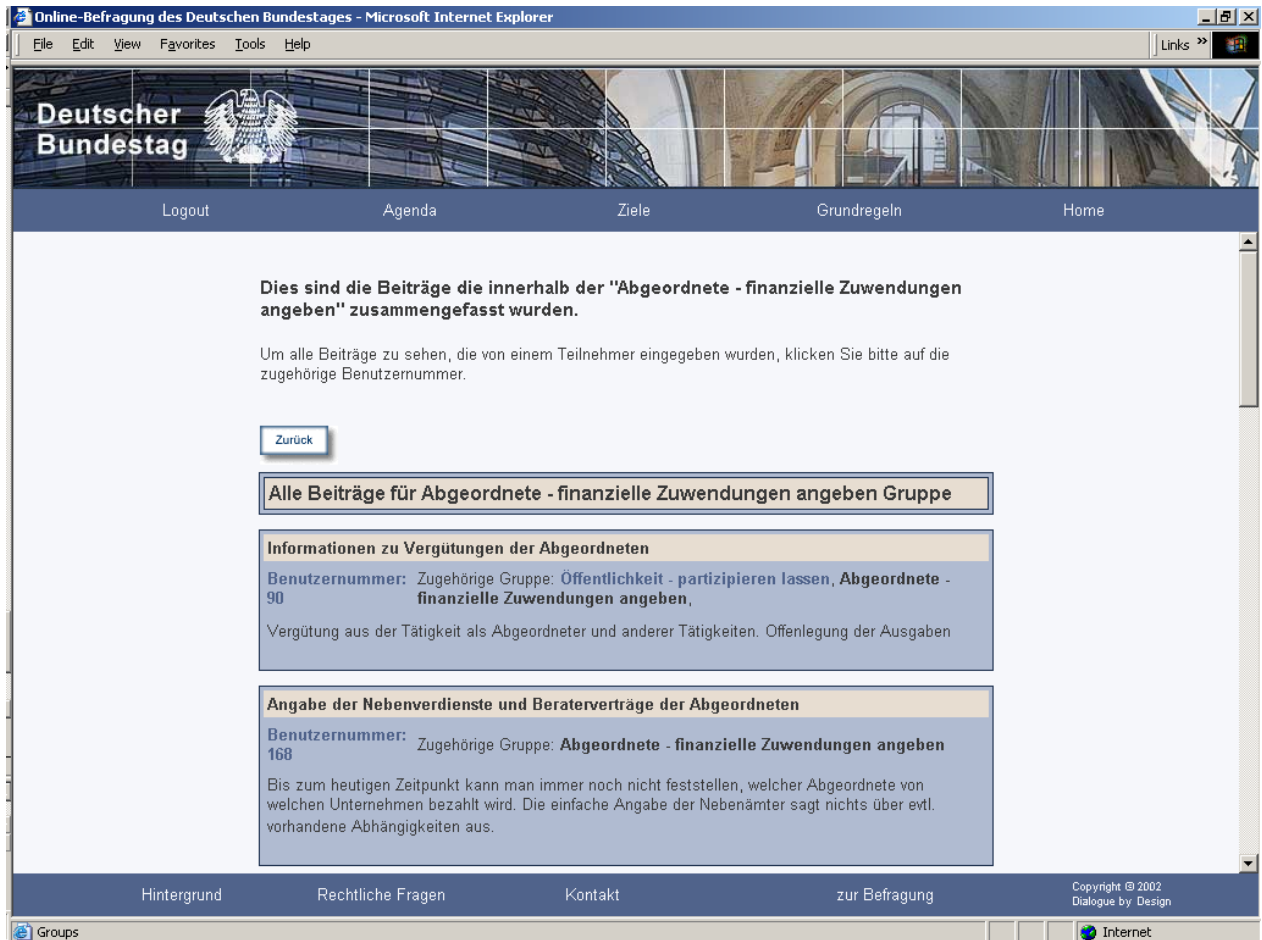 Online-Befragung des Deutschen Bundestages - Microsoft Internet Explorer
File Edit View Favorites Tools Help
Links »
Deutscher
Bundestag
Logout Agenda Ziele Grundregeln Home
Dies sind die Beiträge die innerhalb der "Abgeordnete - finanzielle Zuwendungen
angeben" zusammengefasst wurden.
Um alle Beiträge zu sehen, die von einem Teilnehmer eingegeben wurden, klicken Sie bitte auf die
zugehörige Benutzernummer.
Zurück
Alle Beiträge für Abgeordnete - finanzielle Zuwendungen angeben Gruppe
Informationen zu Vergütungen der Abgeordneten
Benutzernummer: Zugehörige Gruppe: Öffentlichkeit - partizipieren lassen, Abgeordnete -
90 finanzielle Zuwendungen angeben,
Vergütung aus der Tätigkeit als Abgeordneter und anderer Tätigkeiten. Offenlegung der Ausgaben
Angabe der Nebenverdienste und Beraterverträge der Abgeordneten
Benutzernummer: Zugehörige Gruppe: Abgeordnete - finanzielle Zuwendungen angeben
168
Bis zum heutigen Zeitpunkt kann man immer noch nicht feststellen, welcher Abgeordnete von
welchen Unternehmen bezahlt wird. Die einfache Angabe der Nebenämter sagt nichts über evtl.
vorhandene Abhängigkeiten aus.
Hintergrund Rechtliche Fragen Kontakt zur Befragung Copyright © 2002
Dialogue by Design
Groups Internet